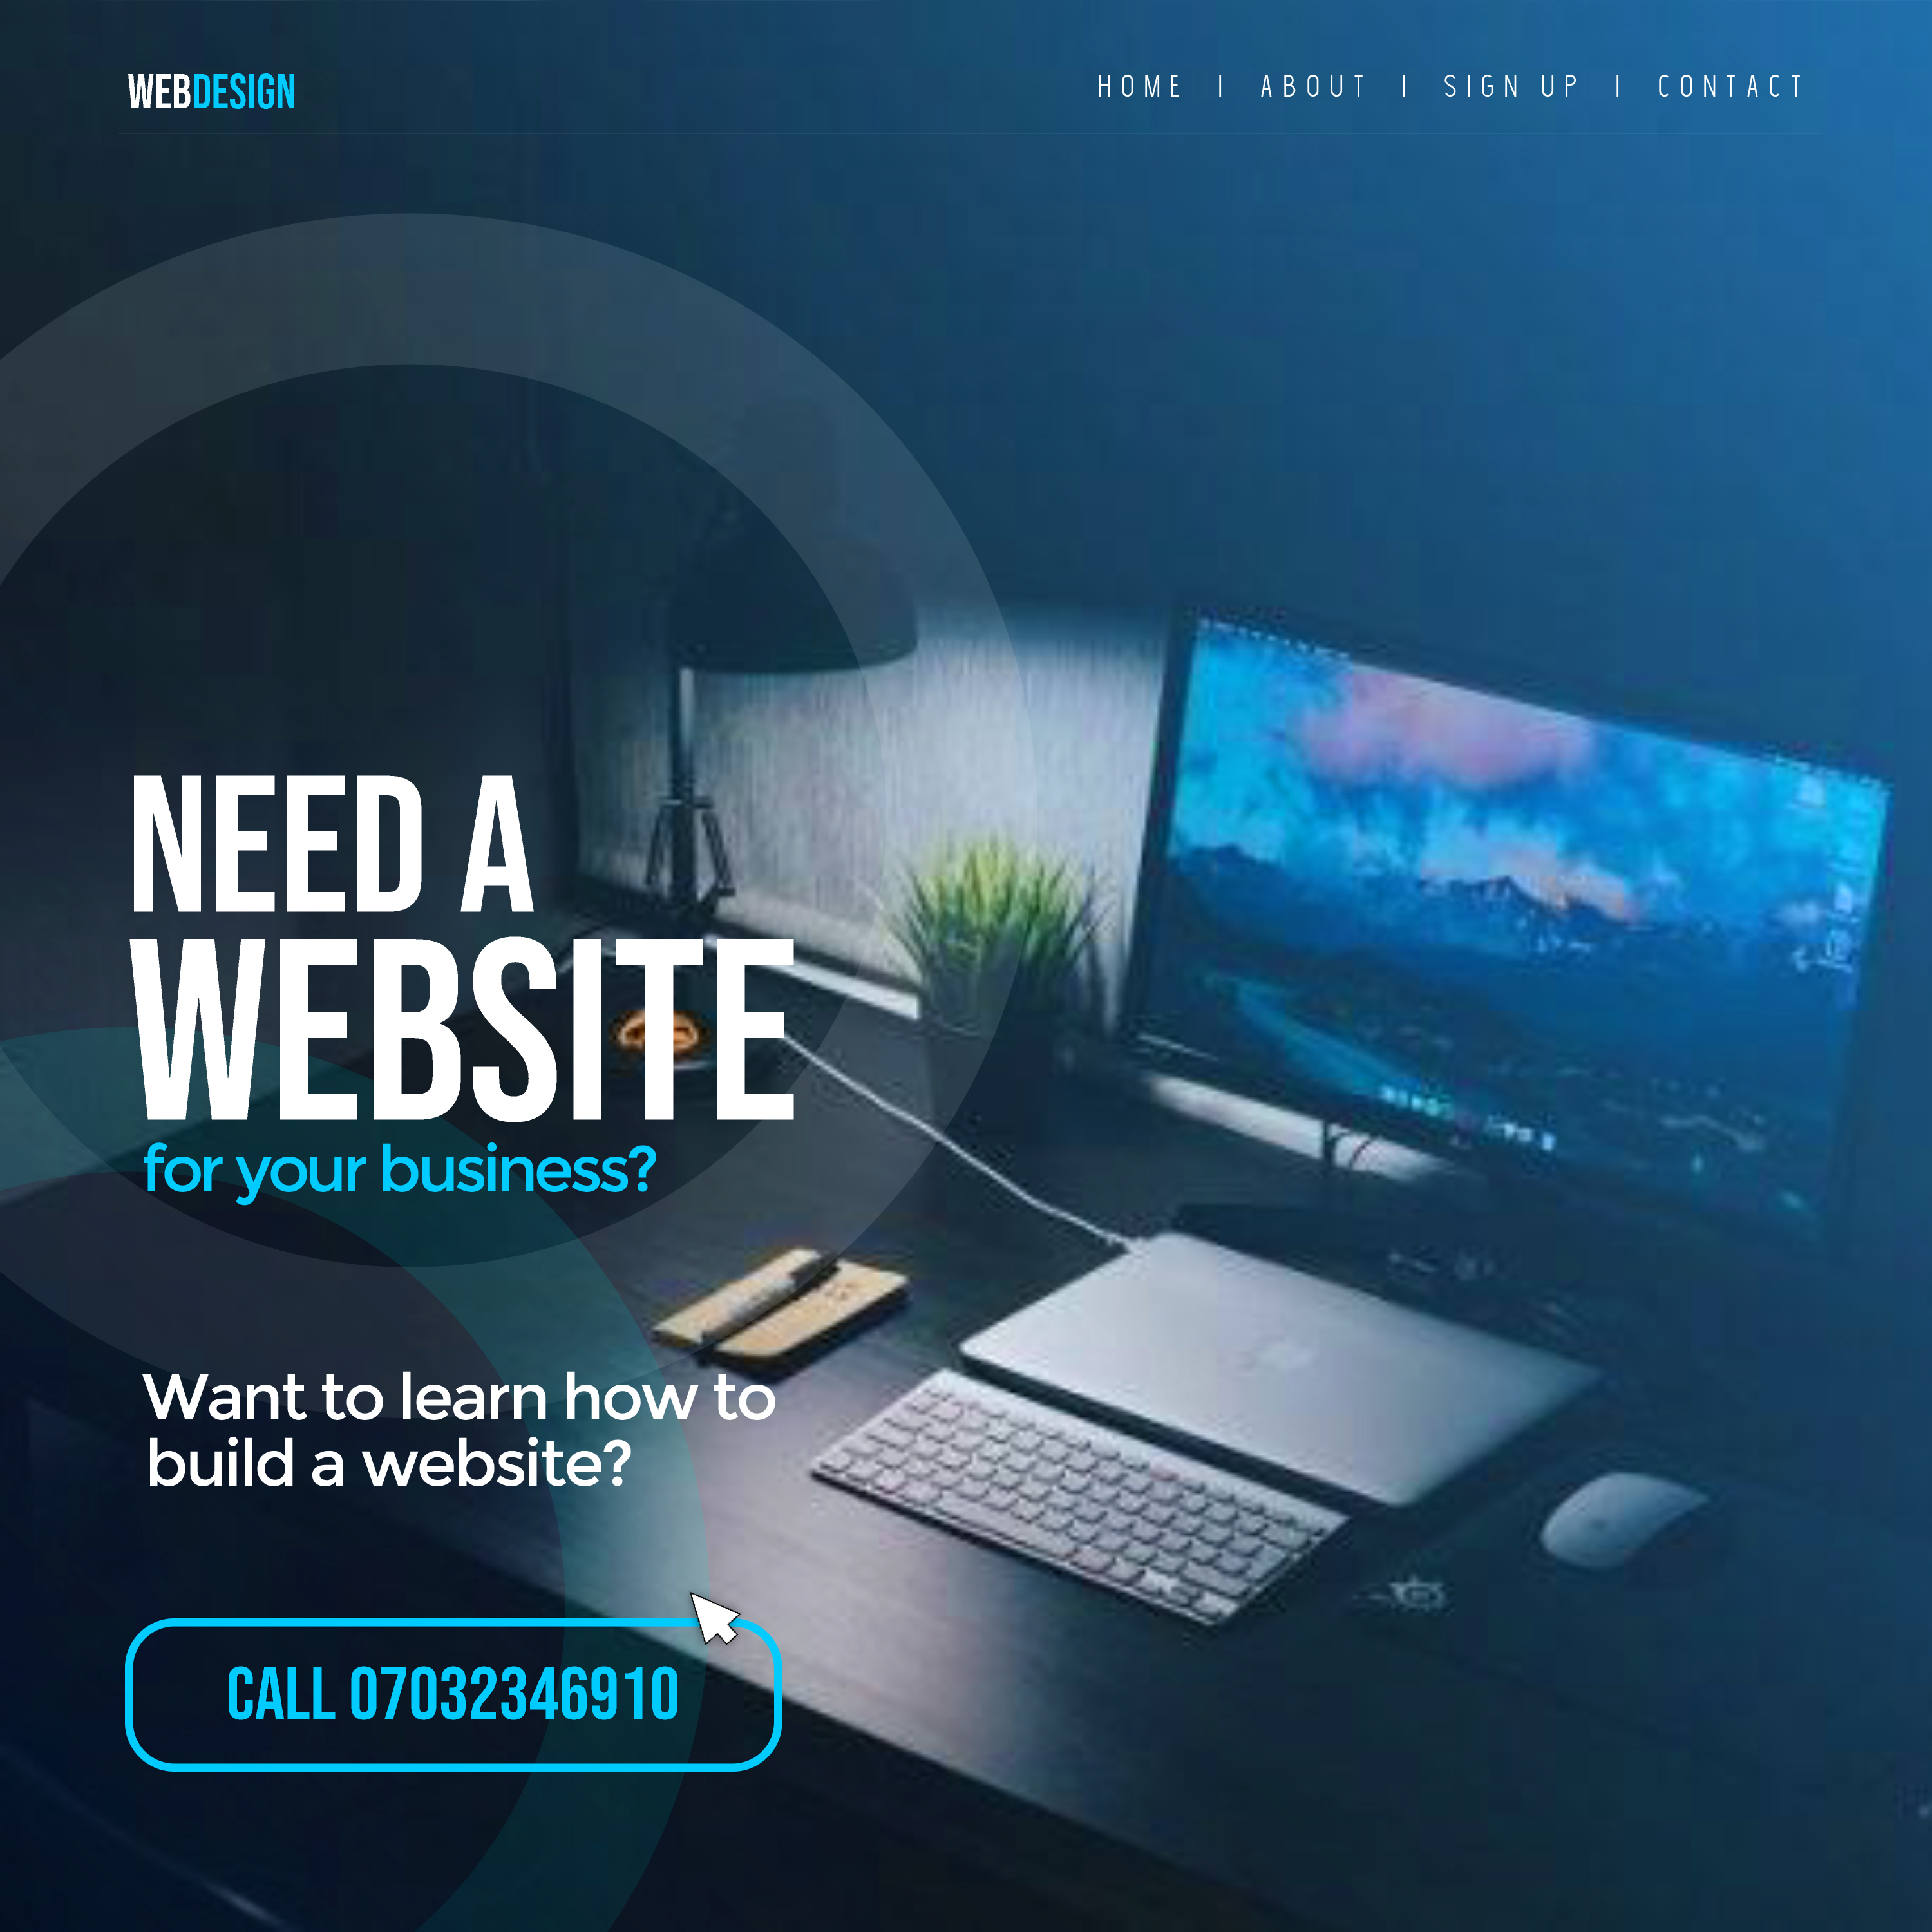 WEBDESIGN
HOME | ABOUT | SIGN UP | CONTACT
NEED A
WEBSITE
for your business?
Want to learn how to
build a website?
CALL 07032346910